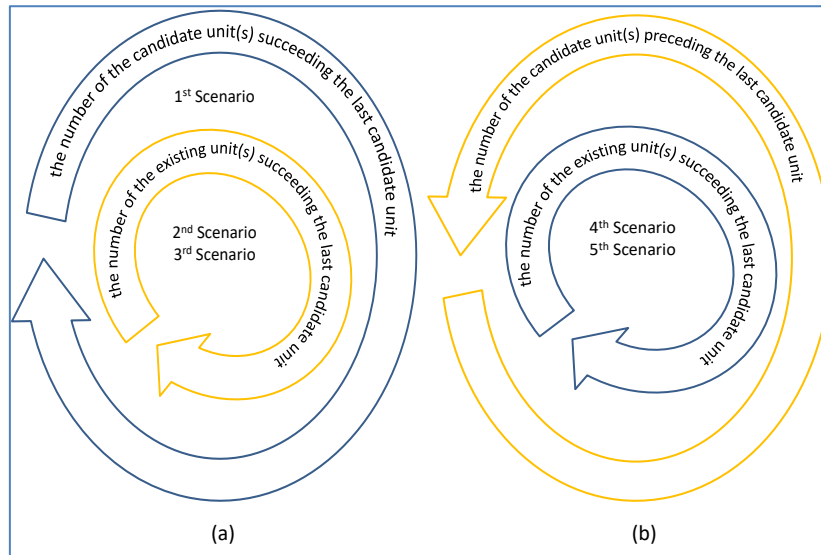 the number of the candidate unit(s) succeeding the last candidate unit
1st Scenario
the number of the existing unit(s) succeeding the last candidate unit
2nd Scenario
3rd Scenario
(a)
the number of the candidate unit(s) preceding the last candidate unit
the number of the existing unit(s) succeeding the last candidate unit
4th Scenario
5th Scenario
(b)